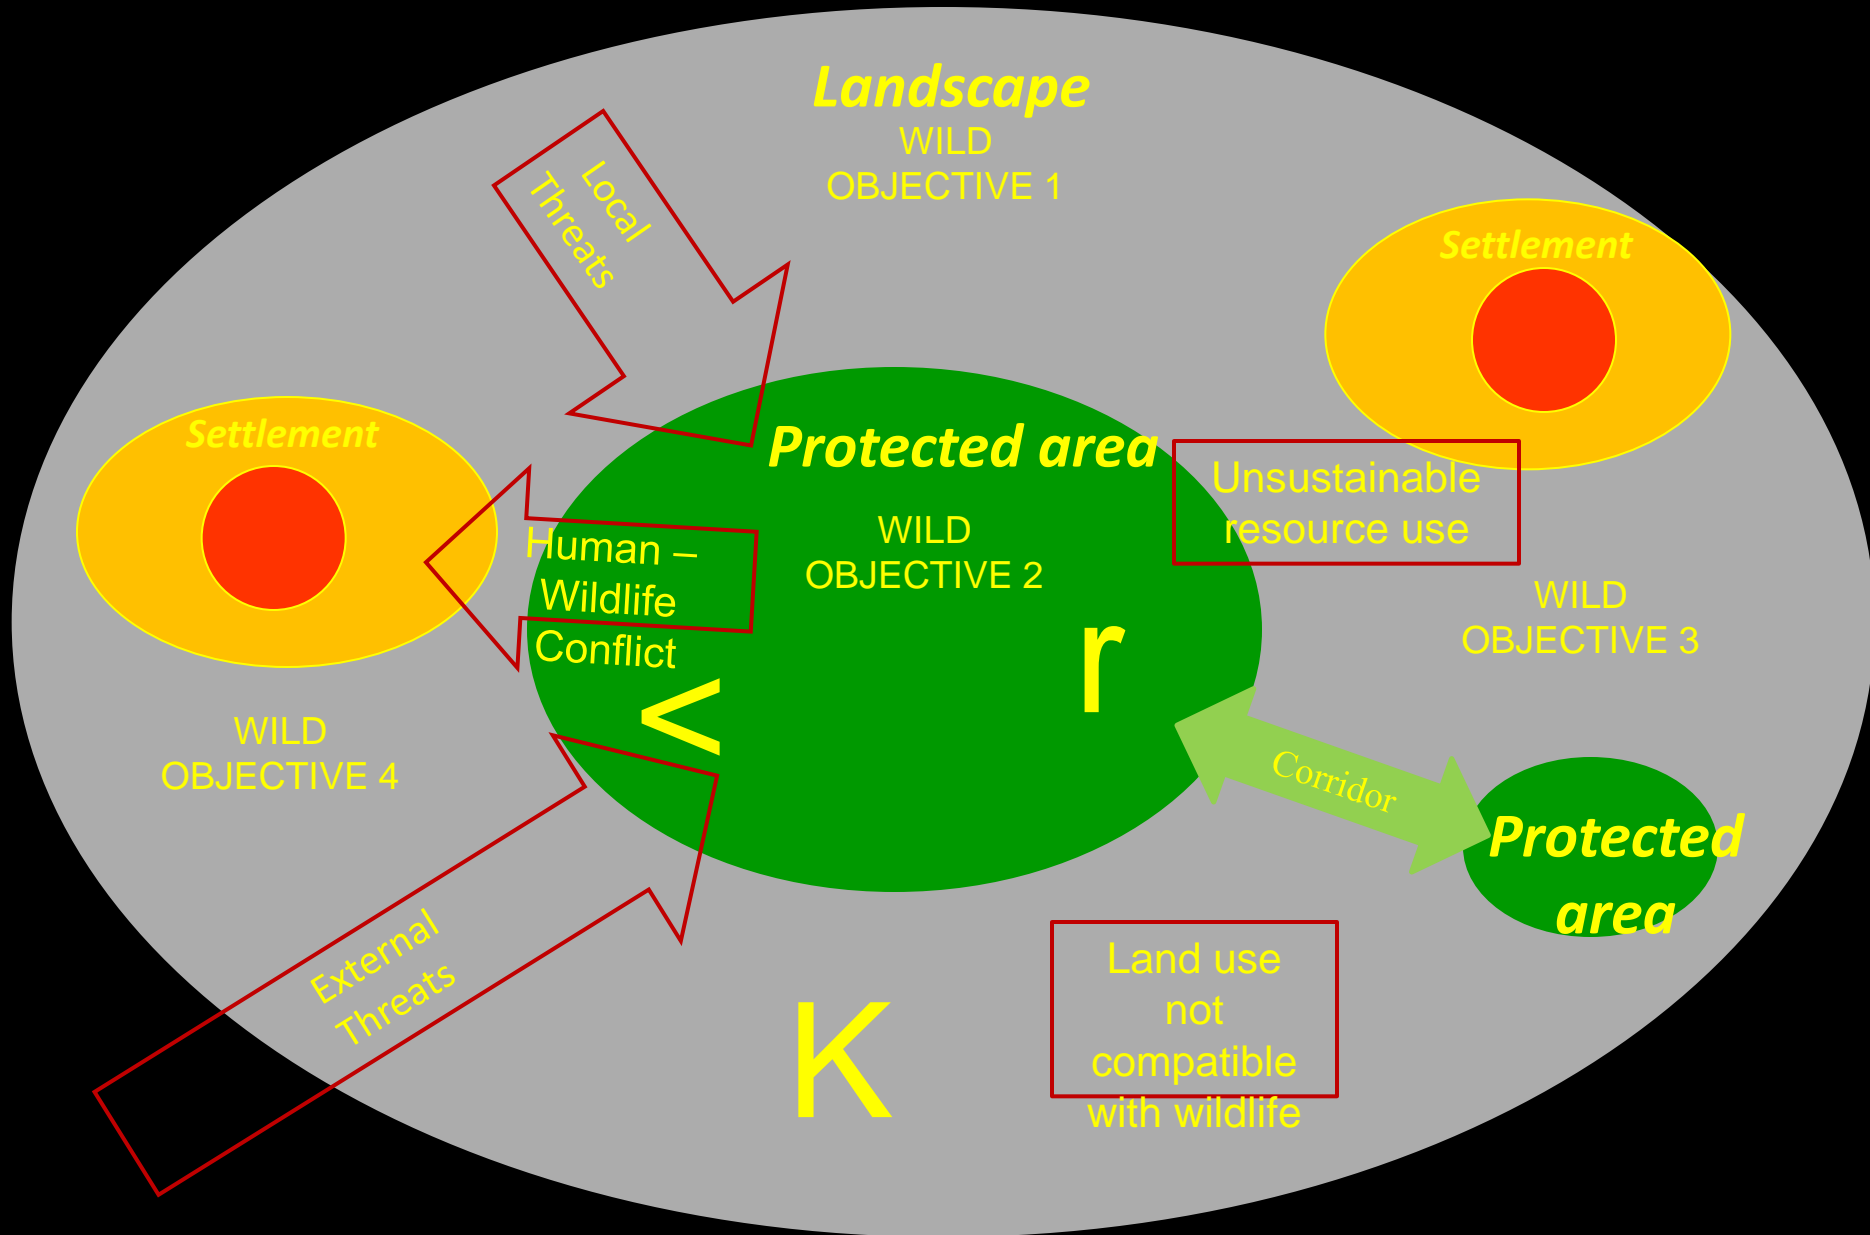 Landscape
WILD
OBJECTIVE 1
Local
Threats
Settlement
Settlement
Protected area
WILD
OBJECTIVE 2
Unsustainable
resource use
Human –
Wildlife
Conflict
WILD
OBJECTIVE 3
r
<
WILD
OBJECTIVE 4
Corridor
Protected
area
External
Threats
K
Land use
not
compatible
with wildlife